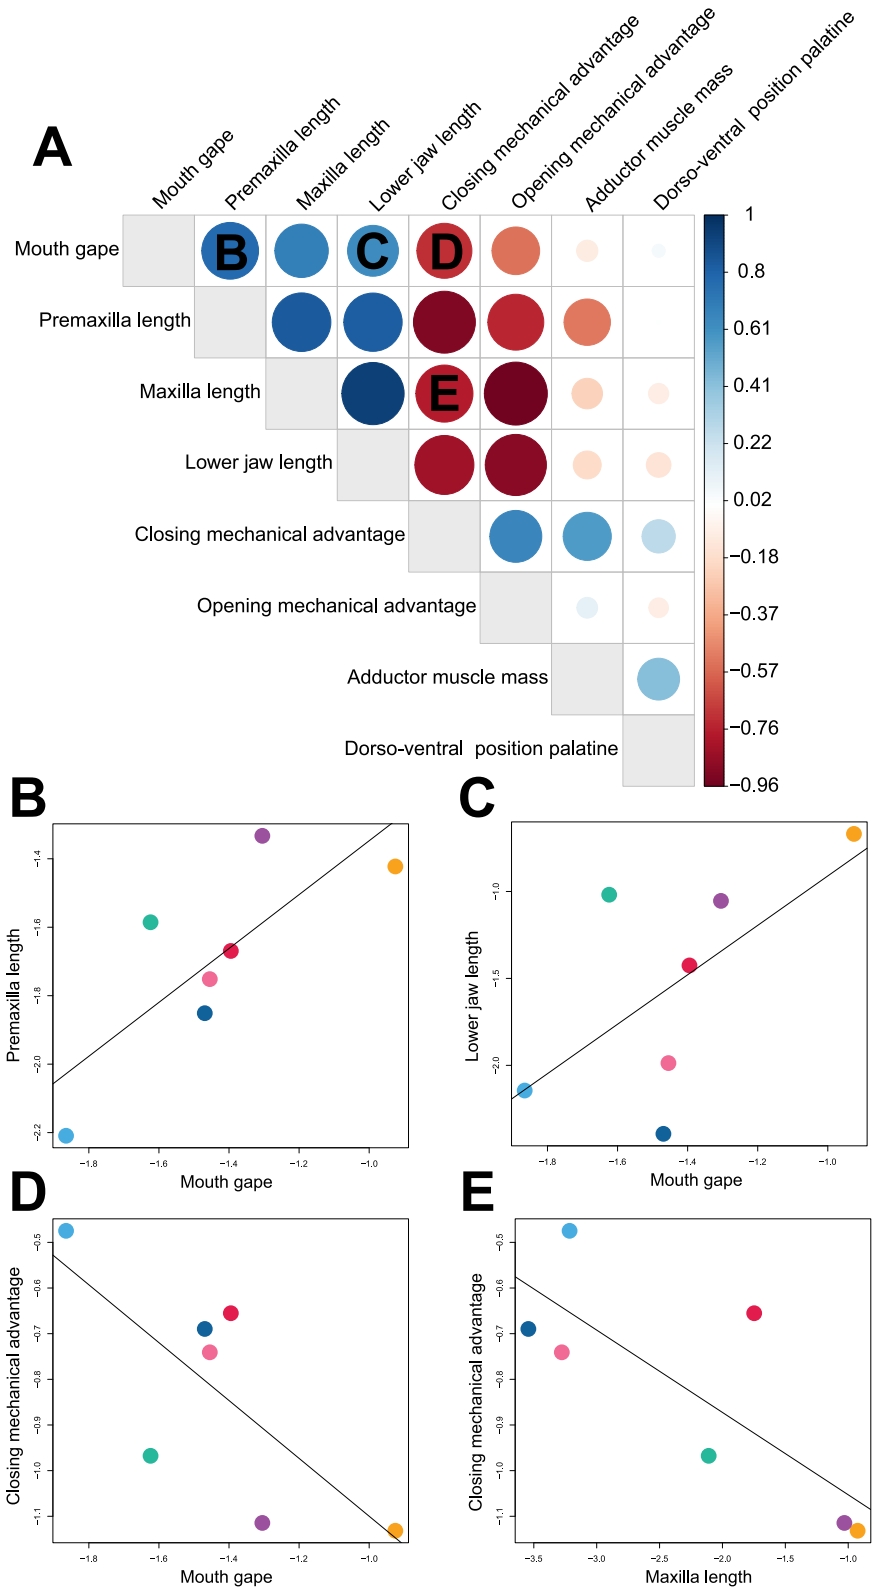 A
Mouth gape
Premaxilla length
Maxilla length
Lower jaw length
Closing mechanical advantage
Opening mechanical advantage
Adductor muscle mass
Dorso-ventral position palatine
Mouth gape
B
C
D
Premaxilla length
Maxilla length
E
Lower jaw length
Closing mechanical advantage
Opening mechanical advantage
Adductor muscle mass
Dorso-ventral position palatine
1
0.8
0.61
0.41
0.22
0.02
−0.18
−0.37
−0.57
−0.76
−0.96
B
Premaxilla length
−1.4
−1.6
−1.8
−2.0
−2.2
−1.8 −1.6 −1.4 −1.2 −1.0
Mouth gape
C
Lower jaw length
−1.0
−1.5
−2.0
−1.8 −1.6 −1.4 −1.2 −1.0
Mouth gape
D
Closing mechanical advantage
−0.5
−0.6
−0.7
−0.8
−0.9
−1.0
−1.1
−1.8 −1.6 −1.4 −1.2 −1.0
Mouth gape
E
Closing mechanical advantage
−0.5
−0.6
−0.7
−0.8
−0.9
−1.0
−1.1
−3.5 −3.0 −2.5 −2.0 −1.5 −1.0
Maxilla length